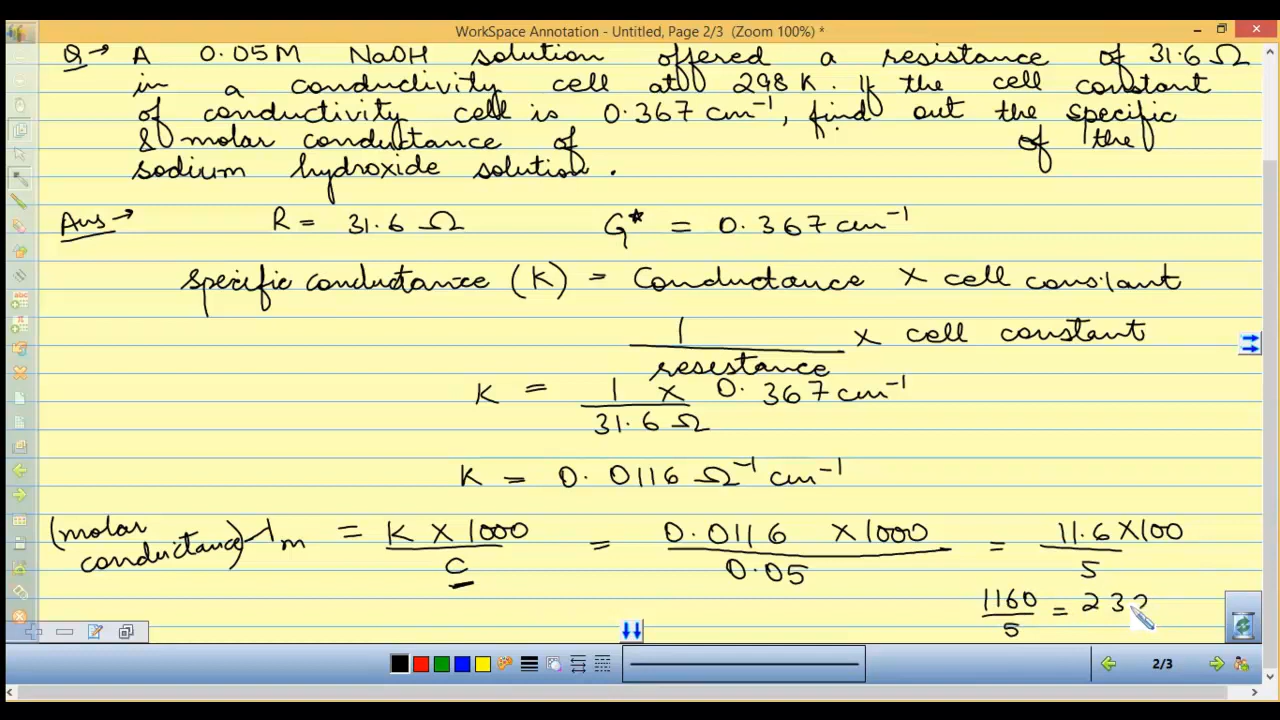 WorkSpace Annotation - Untitled, Page 2/3 (Zoom 100%) *
Q → A 0.05M NaOH solution offered a resistance of 31.6 Ω
in a conductivity cell at 298 K. If the cell constant
of conductivity cell is 0.367 cm⁻¹, find out the specific
& molar conductance of of the
sodium hydroxide solution.
Ans → R = 31.6 Ω G* = 0.367 cm⁻¹
Specific conductance (K) = Conductance × cell constant
1 / resestance × cell constant
K = 1 / 31.6 Ω × 0.367 cm⁻¹
K = 0.0116 Ω⁻¹ cm⁻¹
(molar conductance) λm = K × 1000 / C = 0.0116 × 1000 / 0.05 = 11.6 × 100 / 5
1160 / 5 = 232
2/3